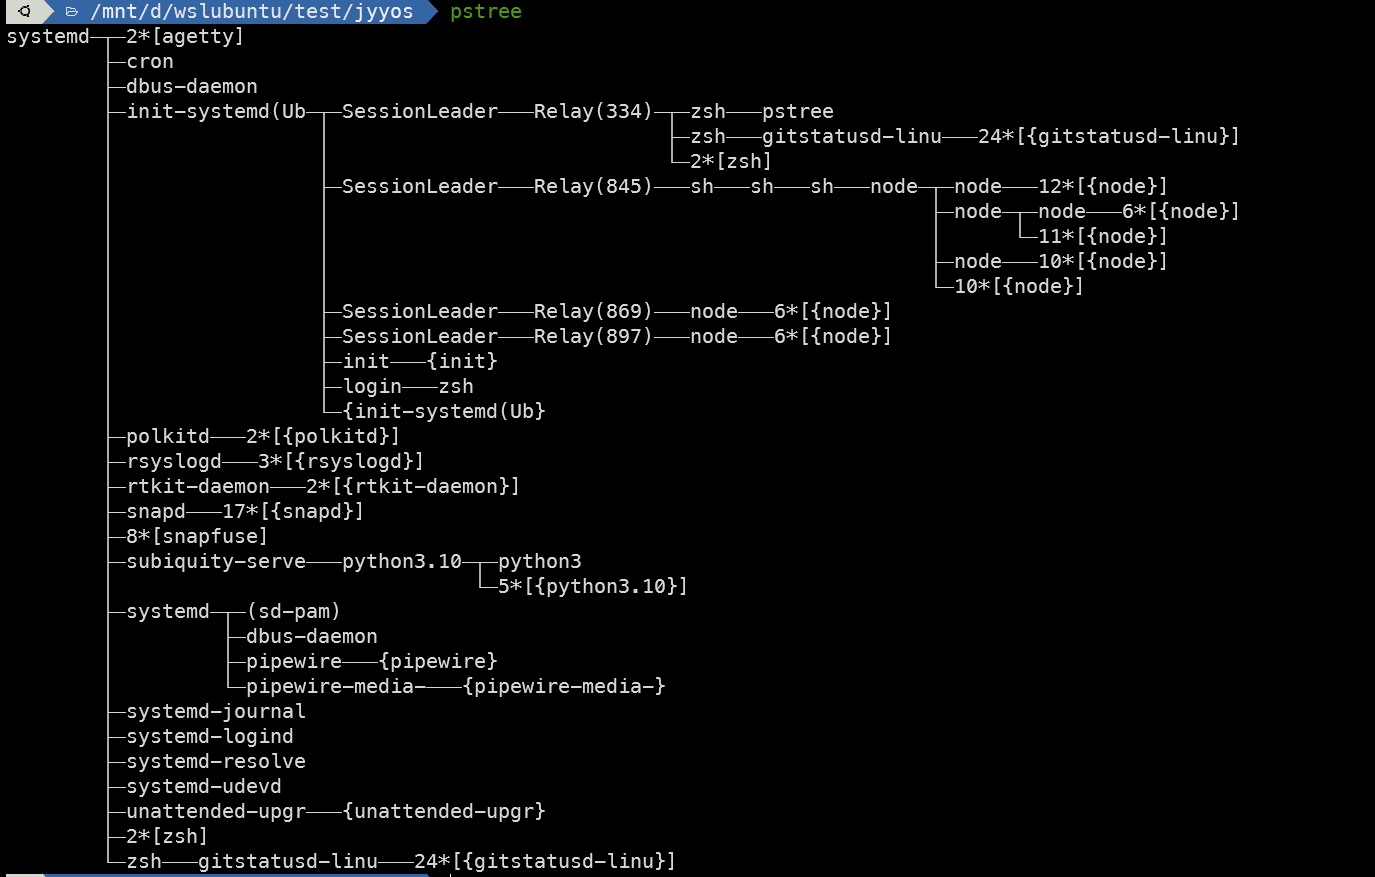 /mnt/d/wslubuntu/test/jyyos pstree
systemd─┬─2*[agetty]
        ├─cron
        ├─dbus-daemon
        ├─init-systemd(Ub─┬─SessionLeader───Relay(334)─┬─zsh───pstree
        │                 │                            ├─zsh───gitstatusd-linu───24*[{gitstatusd-linu}]
        │                 │                            └─2*[zsh]
        │                 ├─SessionLeader───Relay(845)───sh───sh───sh───node─┬─node───12*[{node}]
        │                 │                                                  ├─node─┬─node───6*[{node}]
        │                 │                                                  │      └─11*[{node}]
        │                 │                                                  ├─node───10*[{node}]
        │                 │                                                  └─10*[{node}]
        │                 ├─SessionLeader───Relay(869)───node───6*[{node}]
        │                 ├─SessionLeader───Relay(897)───node───6*[{node}]
        │                 ├─init───{init}
        │                 ├─login───zsh
        │                 └─{init-systemd(Ub}
        ├─polkitd───2*[{polkitd}]
        ├─rsyslogd───3*[{rsyslogd}]
        ├─rtkit-daemon───2*[{rtkit-daemon}]
        ├─snapd───17*[{snapd}]
        ├─8*[snapfuse]
        ├─subiquity-serve───python3.10─┬─python3
        │                              └─5*[{python3.10}]
        ├─systemd─┬─(sd-pam)
        │         ├─dbus-daemon
        │         ├─pipewire───{pipewire}
        │         └─pipewire-media-───{pipewire-media-}
        ├─systemd-journal
        ├─systemd-logind
        ├─systemd-resolve
        ├─systemd-udevd
        ├─unattended-upgr───{unattended-upgr}
        ├─2*[zsh]
        └─zsh───gitstatusd-linu───24*[{gitstatusd-linu}]